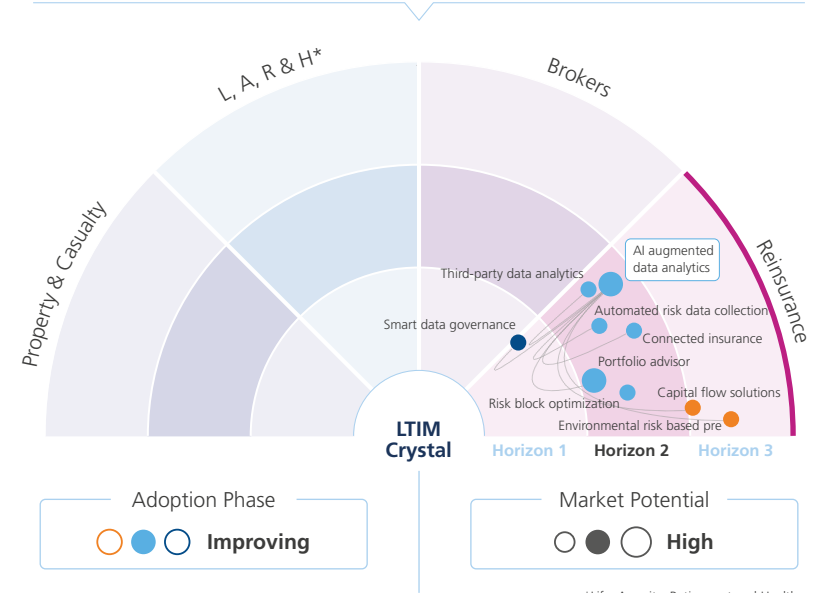 L, A, R & H*
Brokers
Property & Casualty
Reinsurance
AI augmented
data analytics
Third-party data analytics
Automated risk data collection
Smart data governance
Connected insurance
Portfolio advisor
Capital flow solutions
Risk block optimization
Environmental risk based pre
LTIM
Crystal
Horizon 1
Horizon 2
Horizon 3
Adoption Phase
Improving
Market Potential
High